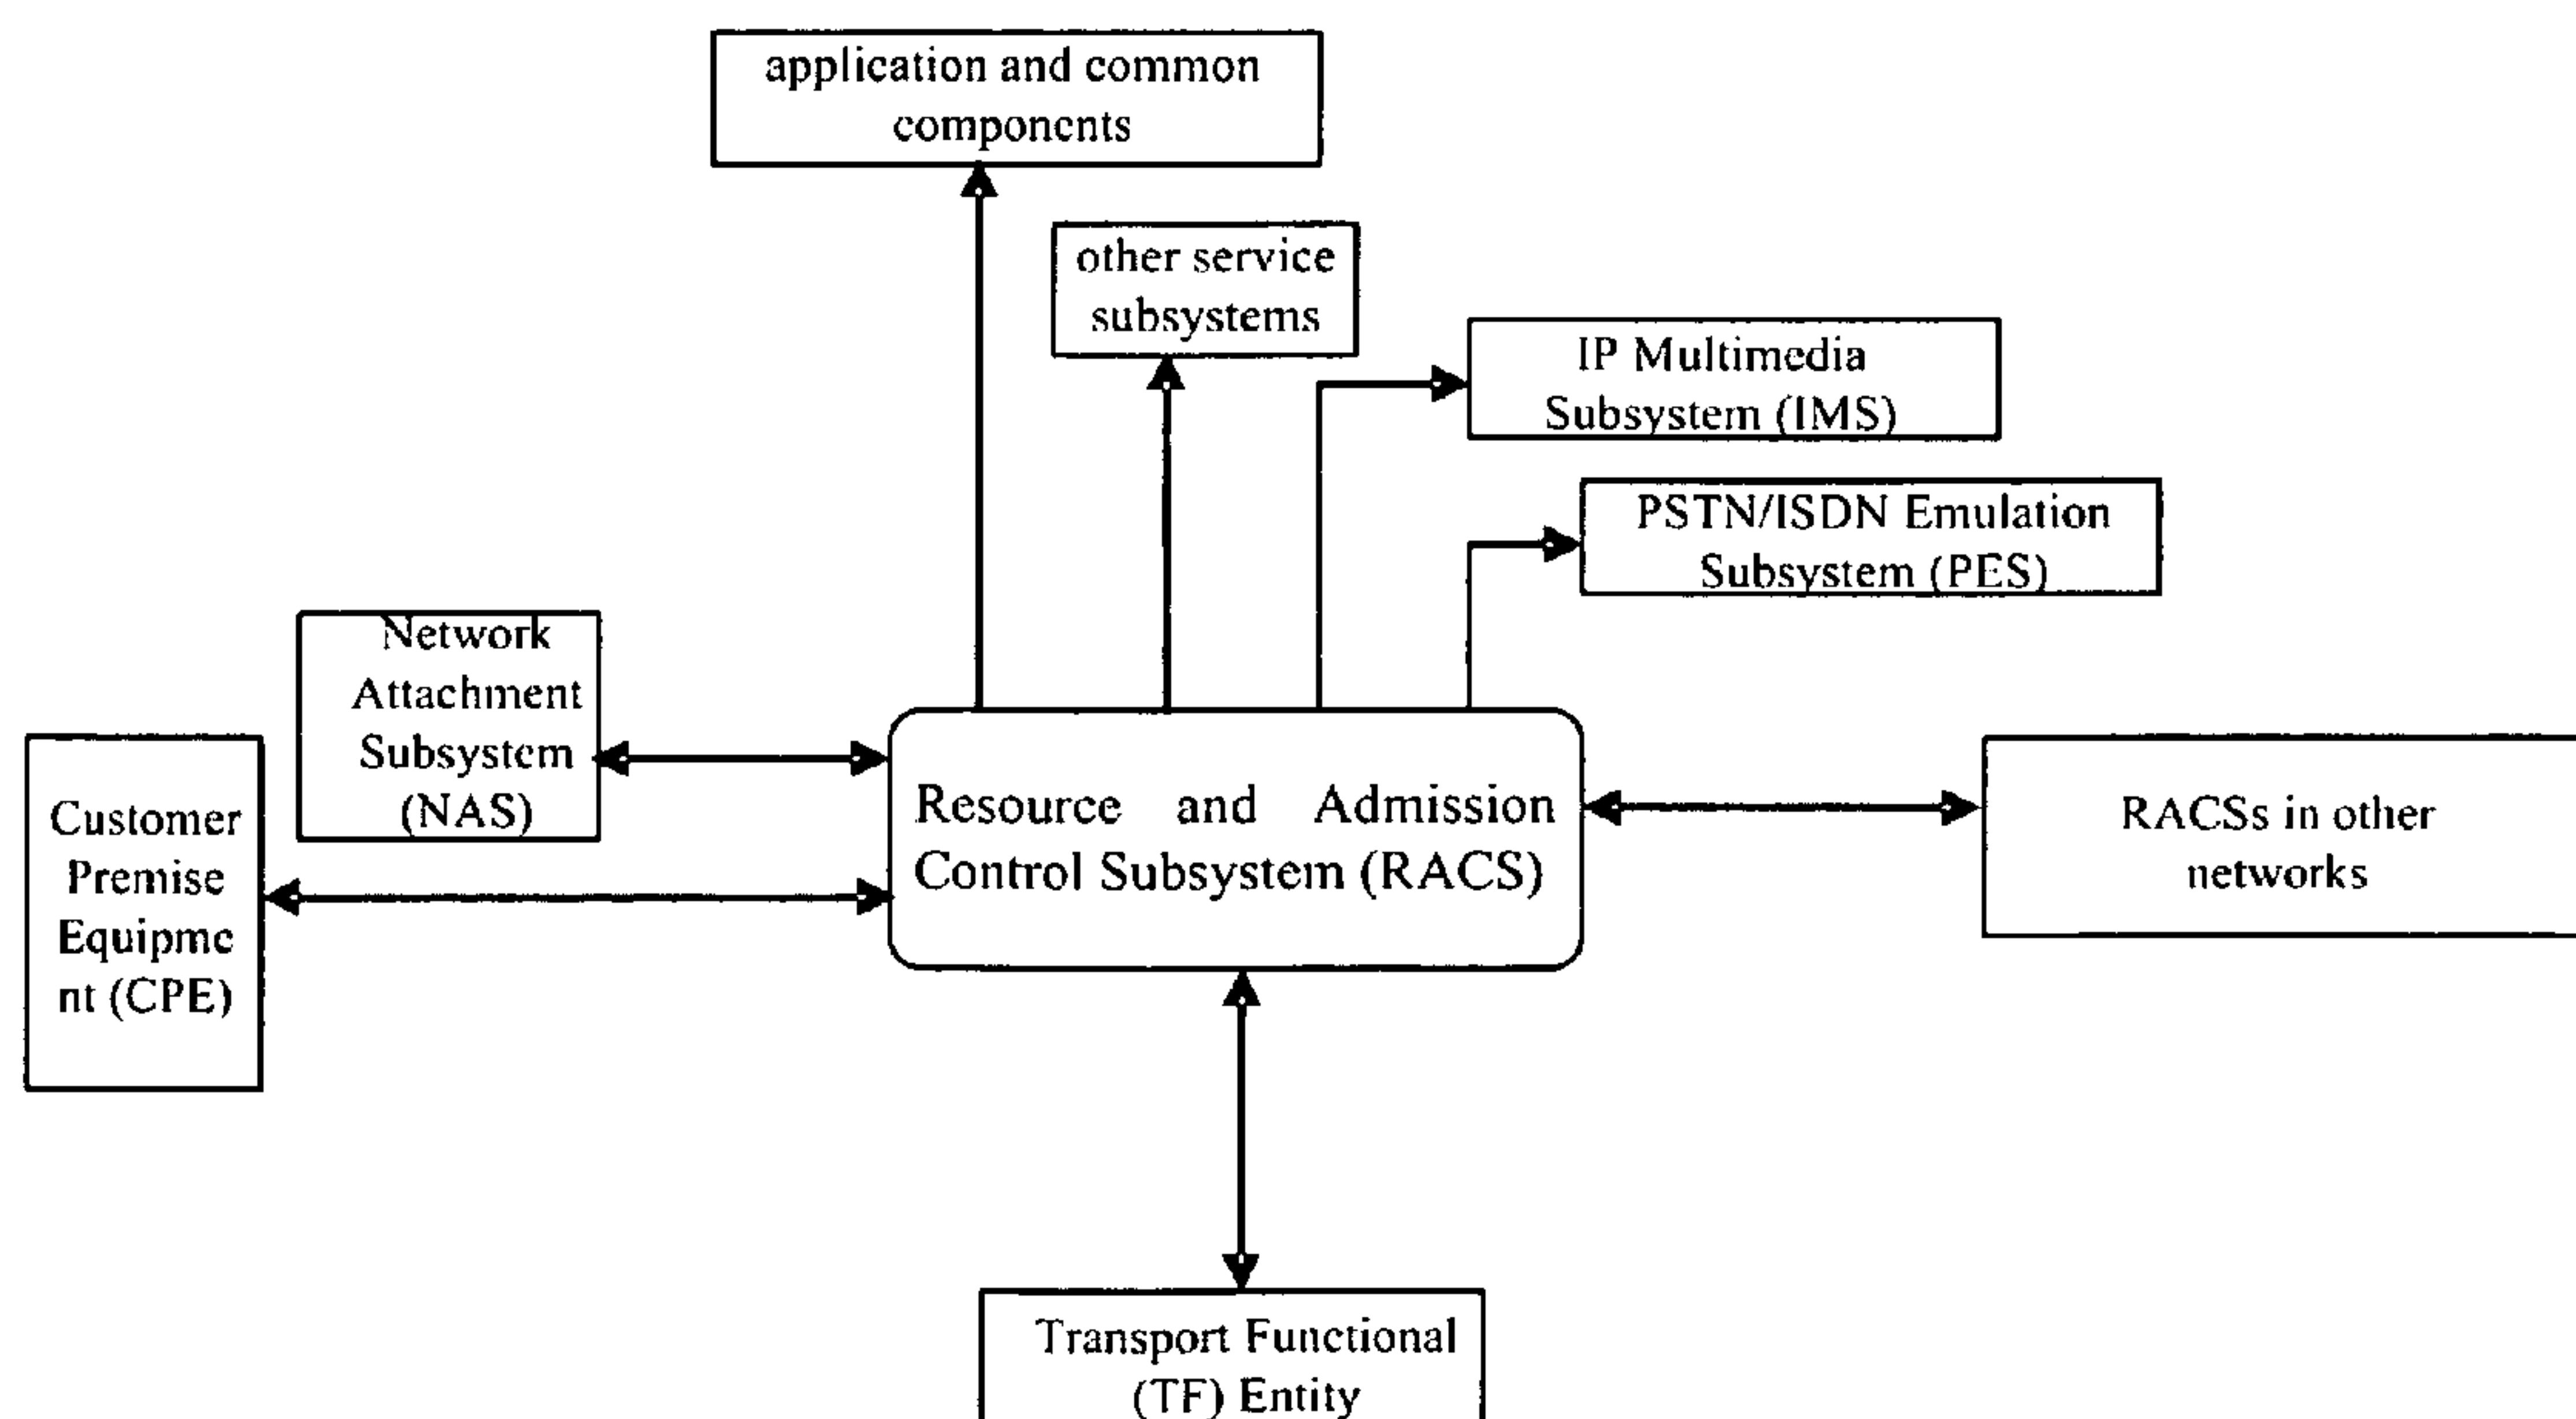 application and common
components
other service
subsystems
IP Multimedia
Subsystem (IMS)
PSTN/ISDN Emulation
Subsystem (PES)
Network
Attachment
Subsystem
(NAS)
Customer
Premise
Equipme
nt (CPE)
Resource and Admission
Control Subsystem (RACS)
RACSs in other
networks
Transport Functional
(TF) Entity